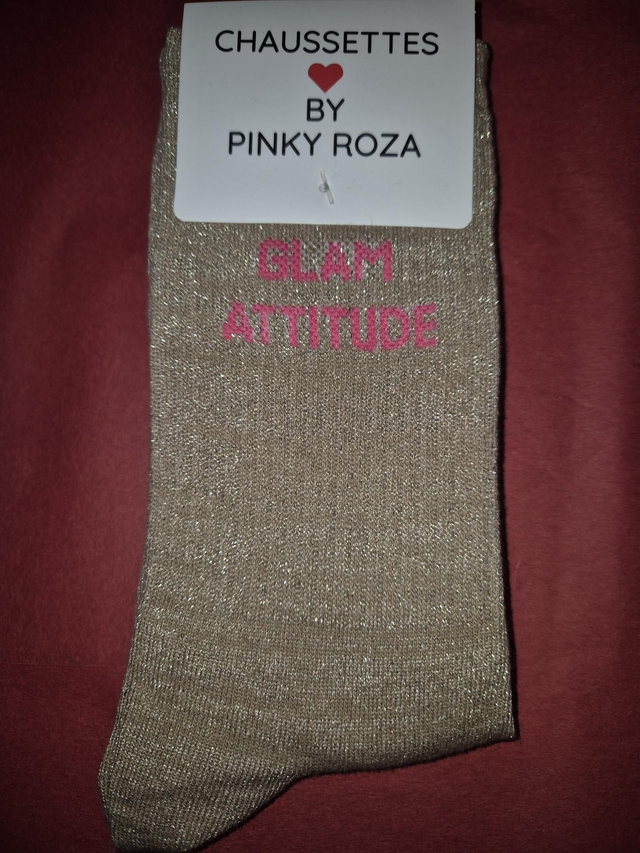 CHAUSSETTES
BY
PINKY ROZA
GLAM
ATTITUDE